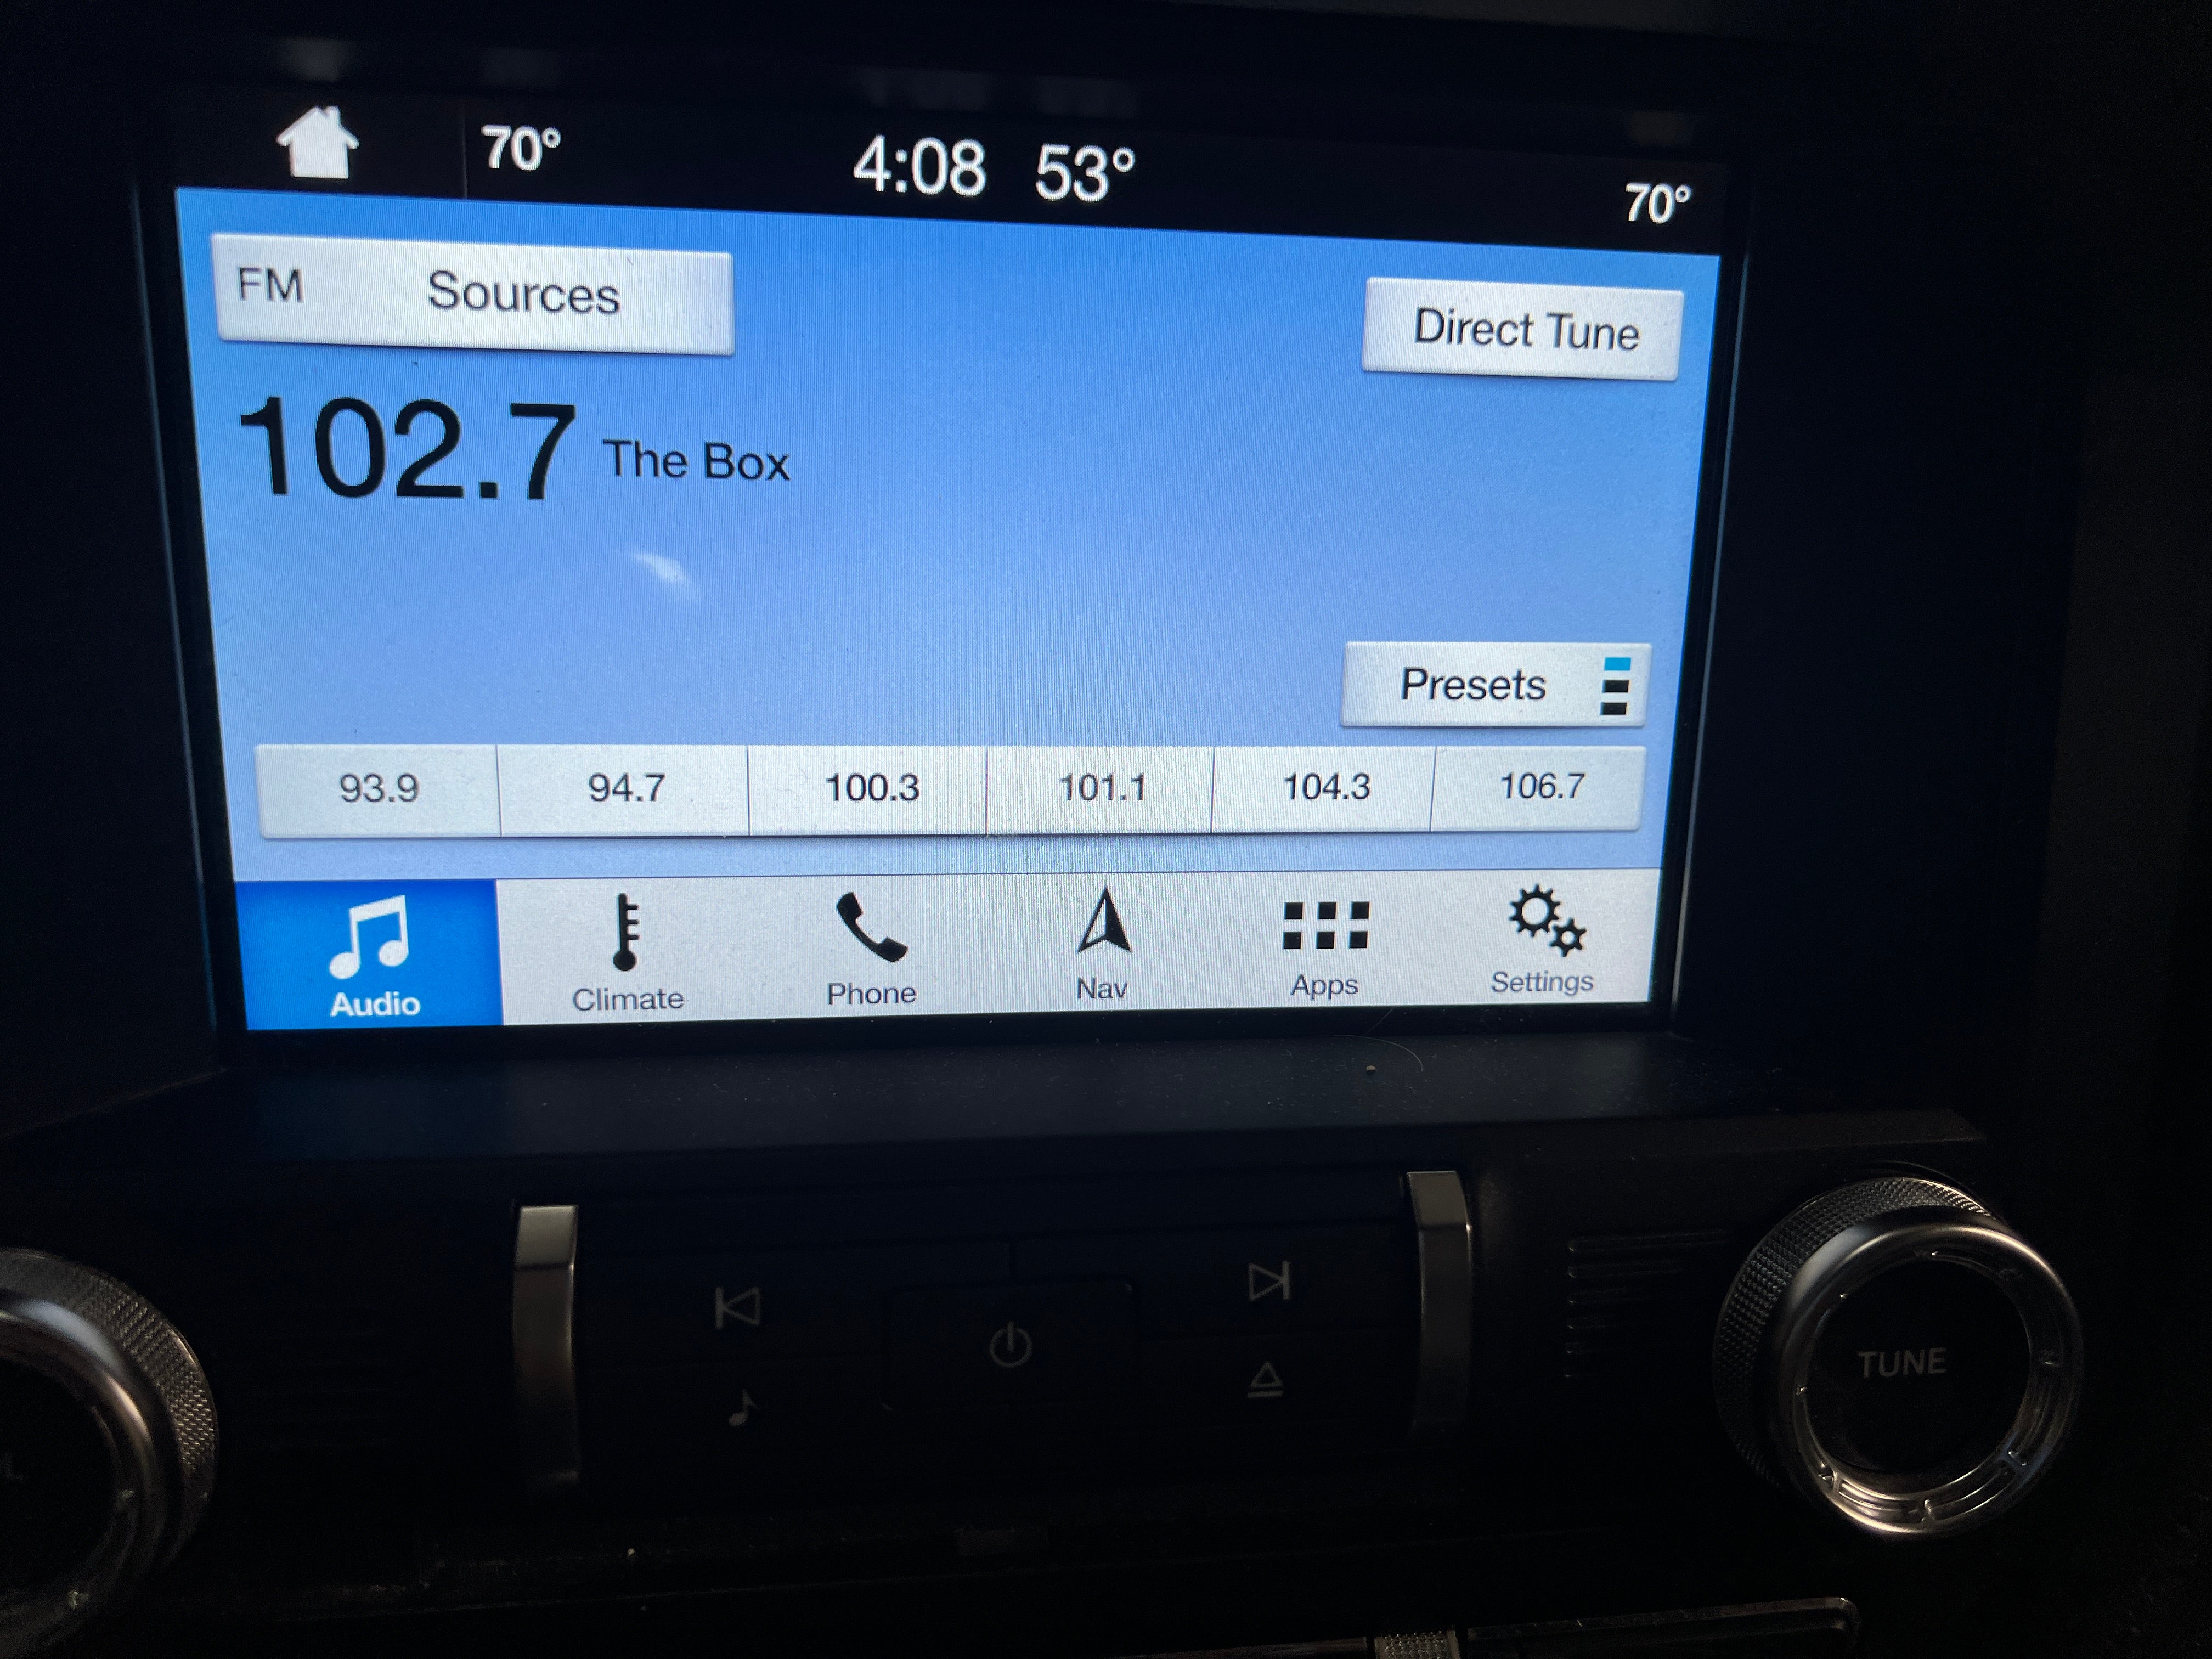 70° 4:08 53° 70°
FM Sources
Direct Tune
102.7 The Box
Presets
93.9 94.7 100.3 101.1 104.3 106.7
Audio Climate Phone Nav Apps Settings
TUNE